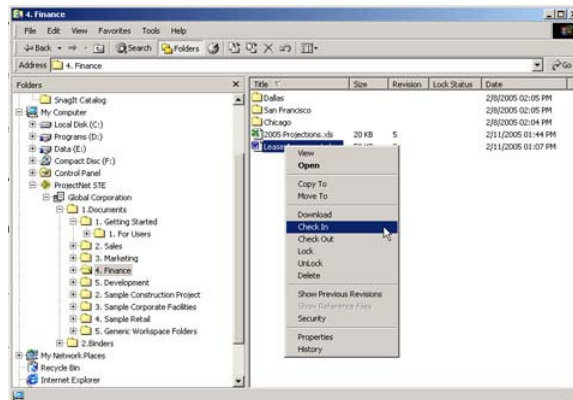 4. Finance
File Edit View Favorites Tools Help
Back Search Folders
Address 4. Finance Go
Folders
SnagIt Catalog
My Computer
Local Disk (C:)
Programs (D:)
Data (E:)
Compact Disc (F:)
Control Panel
ProjectNet STE
Global Corporation
1.Documents
1. Getting Started
1. For Users
2. Sales
3. Marketing
4. Finance
5. Development
2. Sample Construction Project
3. Sample Corporate Facilities
4. Sample Retail
5. Generic Workspace Folders
2.Binders
My Network Places
Recycle Bin
Internet Explorer
Title Size Revision Lock Status Date
Dallas 2/8/2005 02:05 PM
San Francisco 2/8/2005 02:05 PM
Chicago 2/8/2005 02:04 PM
2005 Projections.xls 20 KB 5 2/11/2005 01:44 PM
2/11/2005 01:07 PM
View
Open
Copy To
Move To
Download
Check In
Check Out
Lock
UnLock
Delete
Show Previous Revisions
Show Reference Files
Security
Properties
History